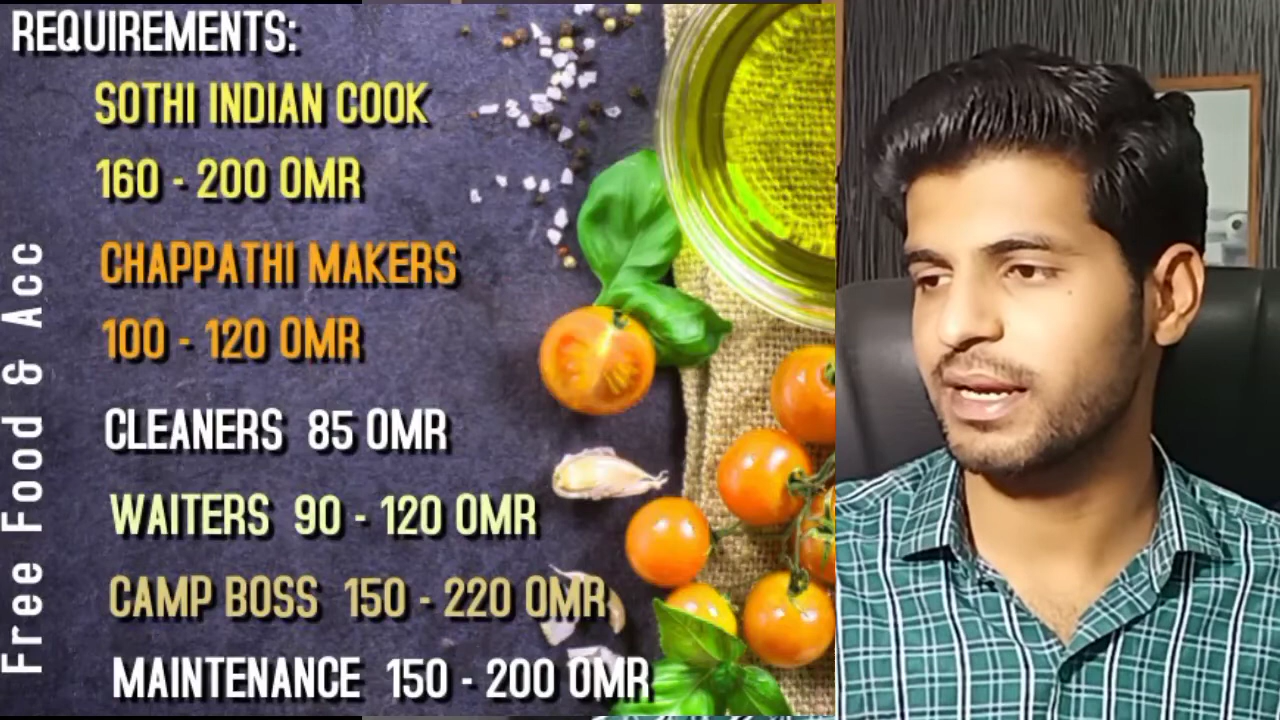 REQUIREMENTS:
SOTHI INDIAN COOK
160 - 200 OMR
CHAPPATHI MAKERS
100 - 120 OMR
CLEANERS 85 OMR
WAITERS 90 - 120 OMR
CAMP BOSS 150 - 220 OMR
MAINTENANCE 150 - 200 OMR
Free Food & Acc